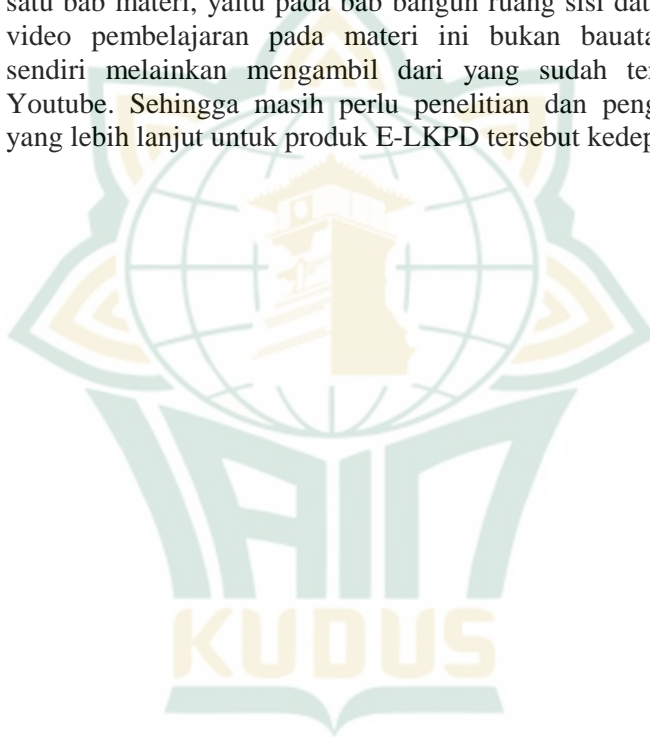 satu bab materi, yaitu pada bab bangun ruang sisi dat
video pembelajaran pada materi ini bukan bauata
sendiri melainkan mengambil dari yang sudah ter
Youtube. Sehingga masih perlu penelitian dan peng
yang lebih lanjut untuk produk E-LKPD tersebut kedep
IAIN
KUDUS